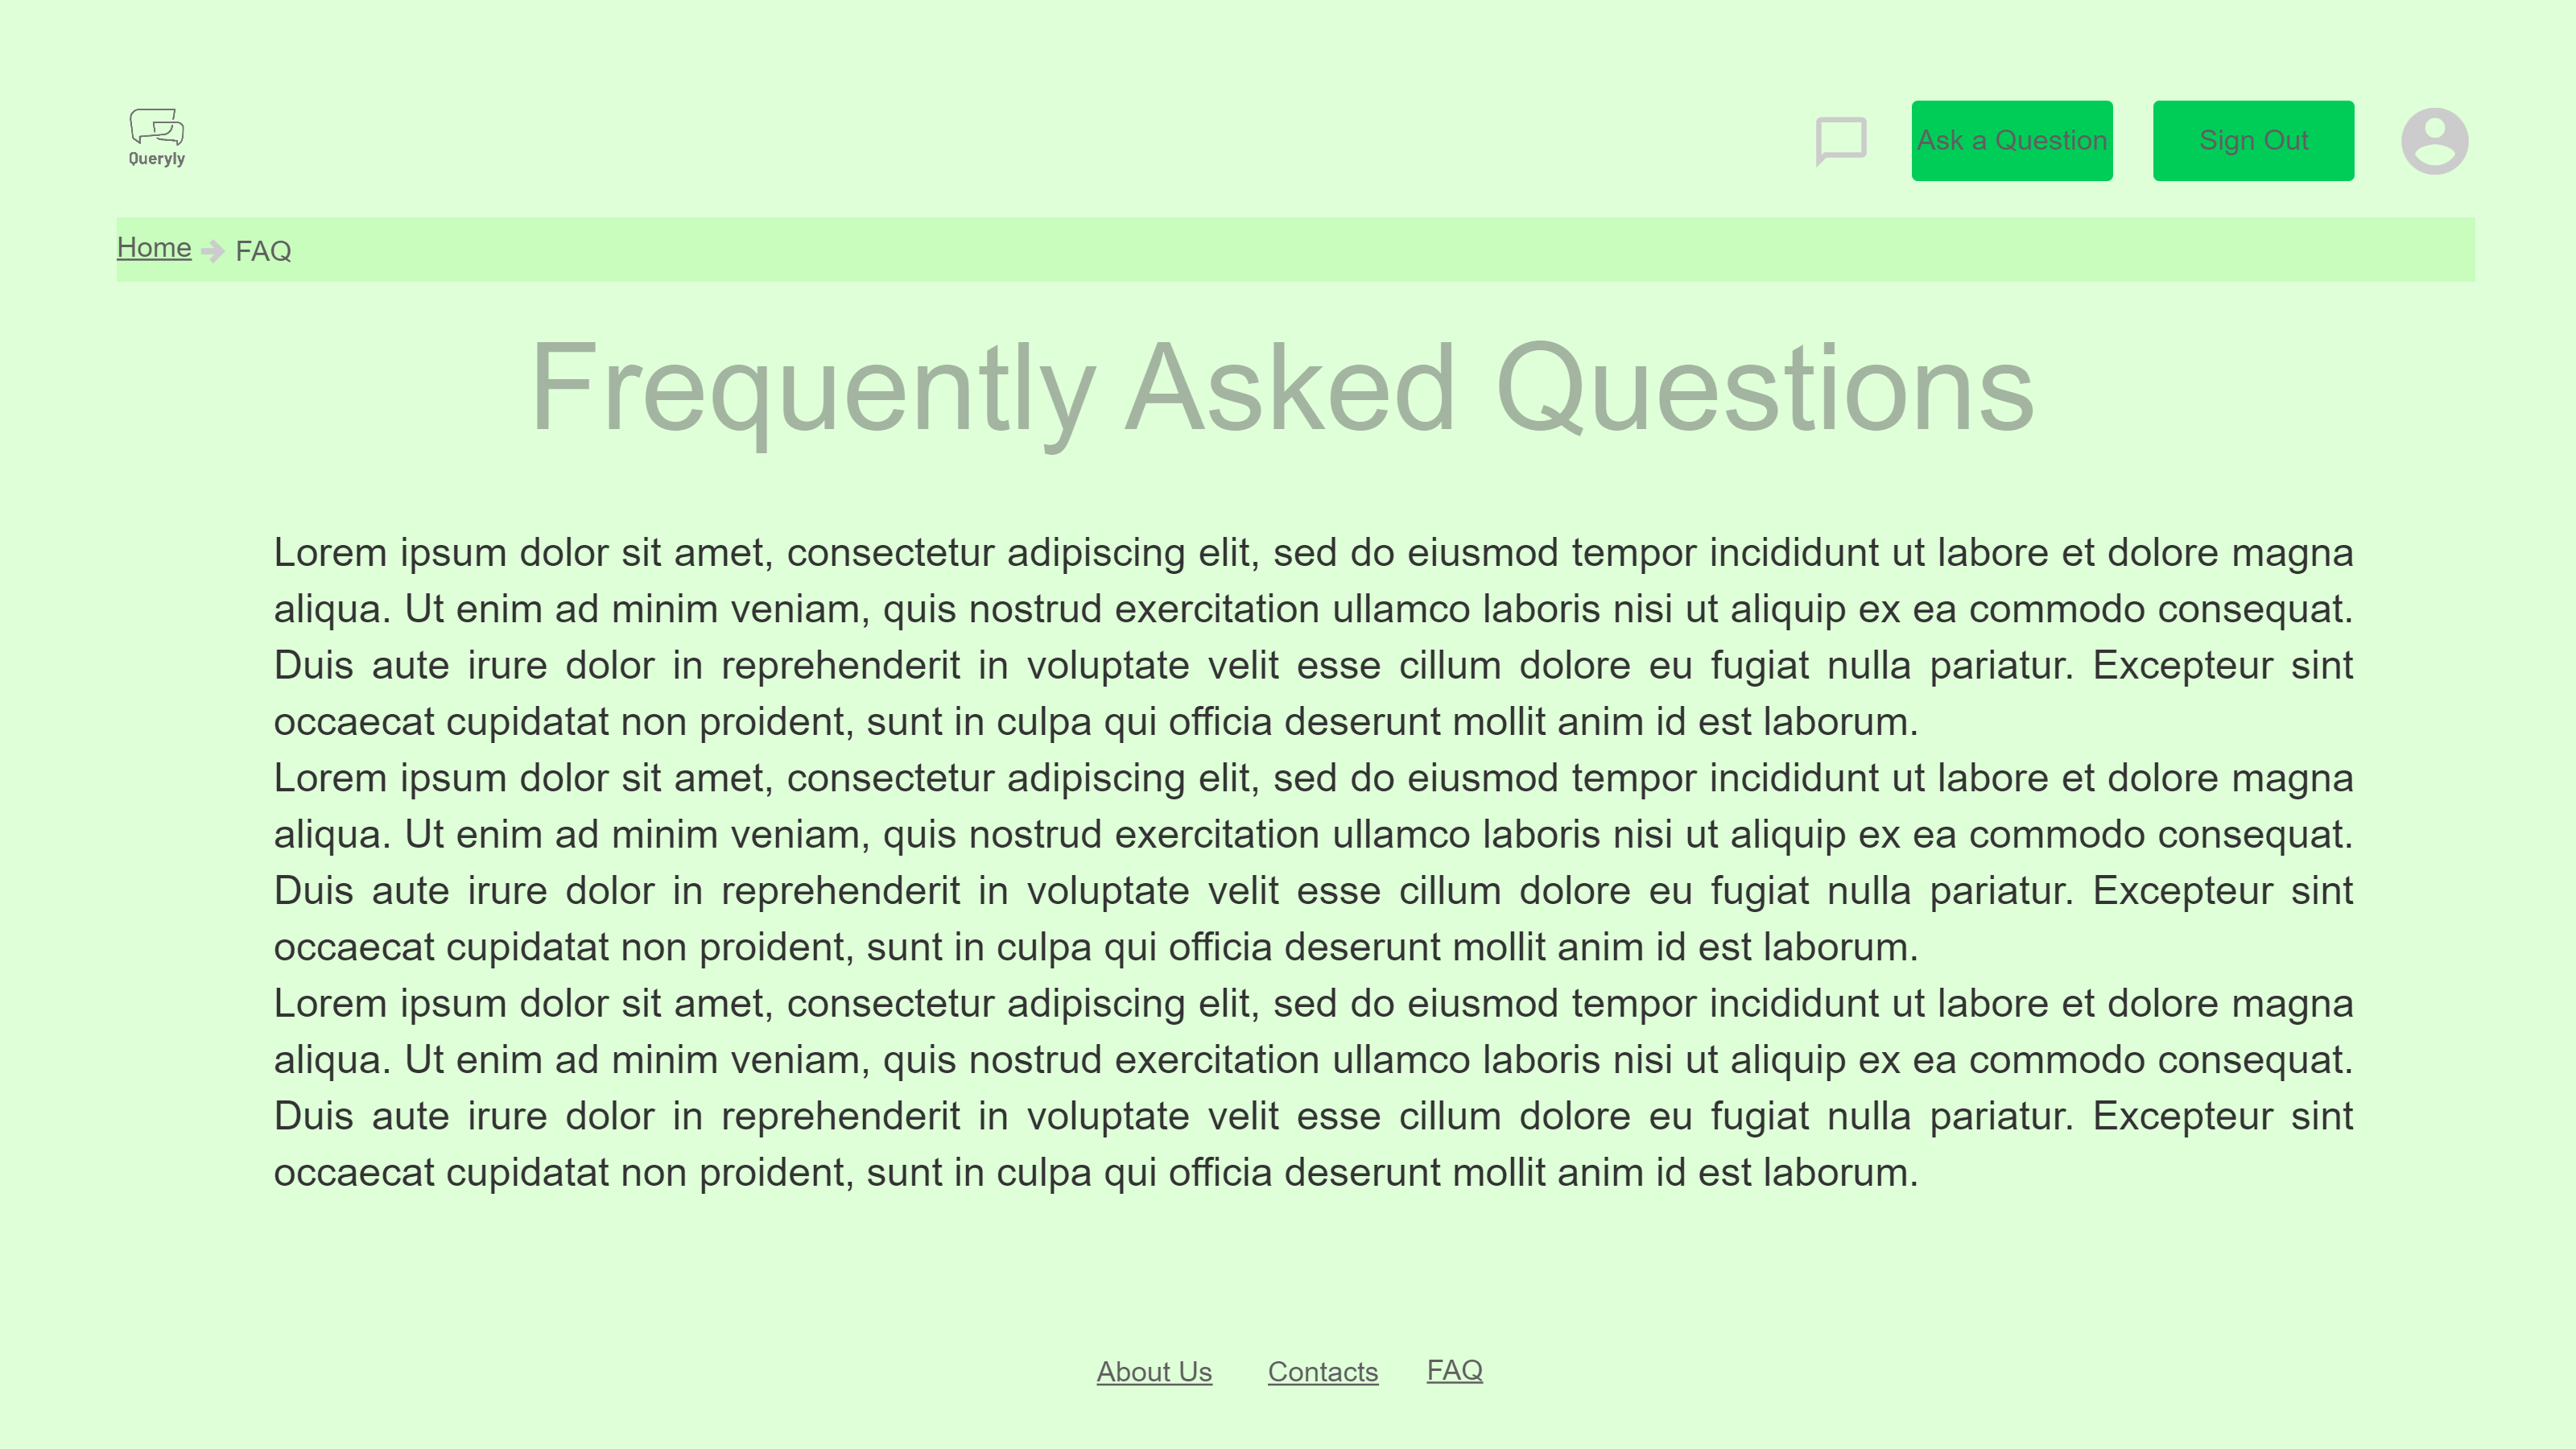 Queryly
Ask a Question
Sign Out
Home
FAQ
Frequently Asked Questions
Lorem ipsum dolor sit amet, consectetur adipiscing elit, sed do eiusmod tempor incididunt ut labore et dolore magna
aliqua. Ut enim ad minim veniam, quis nostrud exercitation ullamco laboris nisi ut aliquip ex ea commodo consequat.
Duis aute irure dolor in reprehenderit in voluptate velit esse cillum dolore eu fugiat nulla pariatur. Excepteur sint
occaecat cupidatat non proident, sunt in culpa qui officia deserunt mollit anim id est laborum.
Lorem ipsum dolor sit amet, consectetur adipiscing elit, sed do eiusmod tempor incididunt ut labore et dolore magna
aliqua. Ut enim ad minim veniam, quis nostrud exercitation ullamco laboris nisi ut aliquip ex ea commodo consequat.
Duis aute irure dolor in reprehenderit in voluptate velit esse cillum dolore eu fugiat nulla pariatur. Excepteur sint
occaecat cupidatat non proident, sunt in culpa qui officia deserunt mollit anim id est laborum.
Lorem ipsum dolor sit amet, consectetur adipiscing elit, sed do eiusmod tempor incididunt ut labore et dolore magna
aliqua. Ut enim ad minim veniam, quis nostrud exercitation ullamco laboris nisi ut aliquip ex ea commodo consequat.
Duis aute irure dolor in reprehenderit in voluptate velit esse cillum dolore eu fugiat nulla pariatur. Excepteur sint
occaecat cupidatat non proident, sunt in culpa qui officia deserunt mollit anim id est laborum.
About Us
Contacts
FAQ